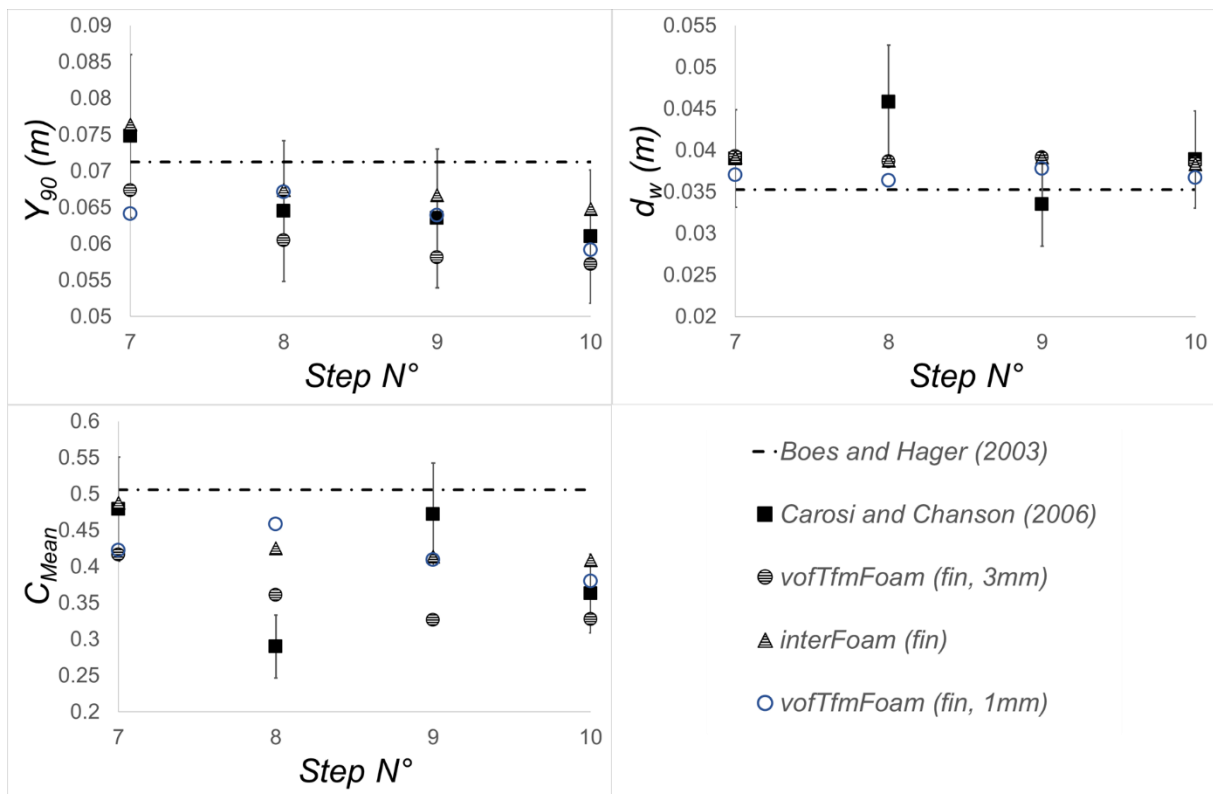 0.09
0.085
0.08
0.075
0.07
0.065
0.06
0.055
0.05
Y_90 (m)
7 8 9 10
Step N°
0.055
0.05
0.045
0.04
0.035
0.03
0.025
0.02
d_w (m)
7 8 9 10
Step N°
0.6
0.55
0.5
0.45
0.4
0.35
0.3
0.25
0.2
C_Mean
7 8 9 10
Step N°
Boes and Hager (2003)
Carosi and Chanson (2006)
vofTfmFoam (fin, 3mm)
interFoam (fin)
vofTfmFoam (fin, 1mm)